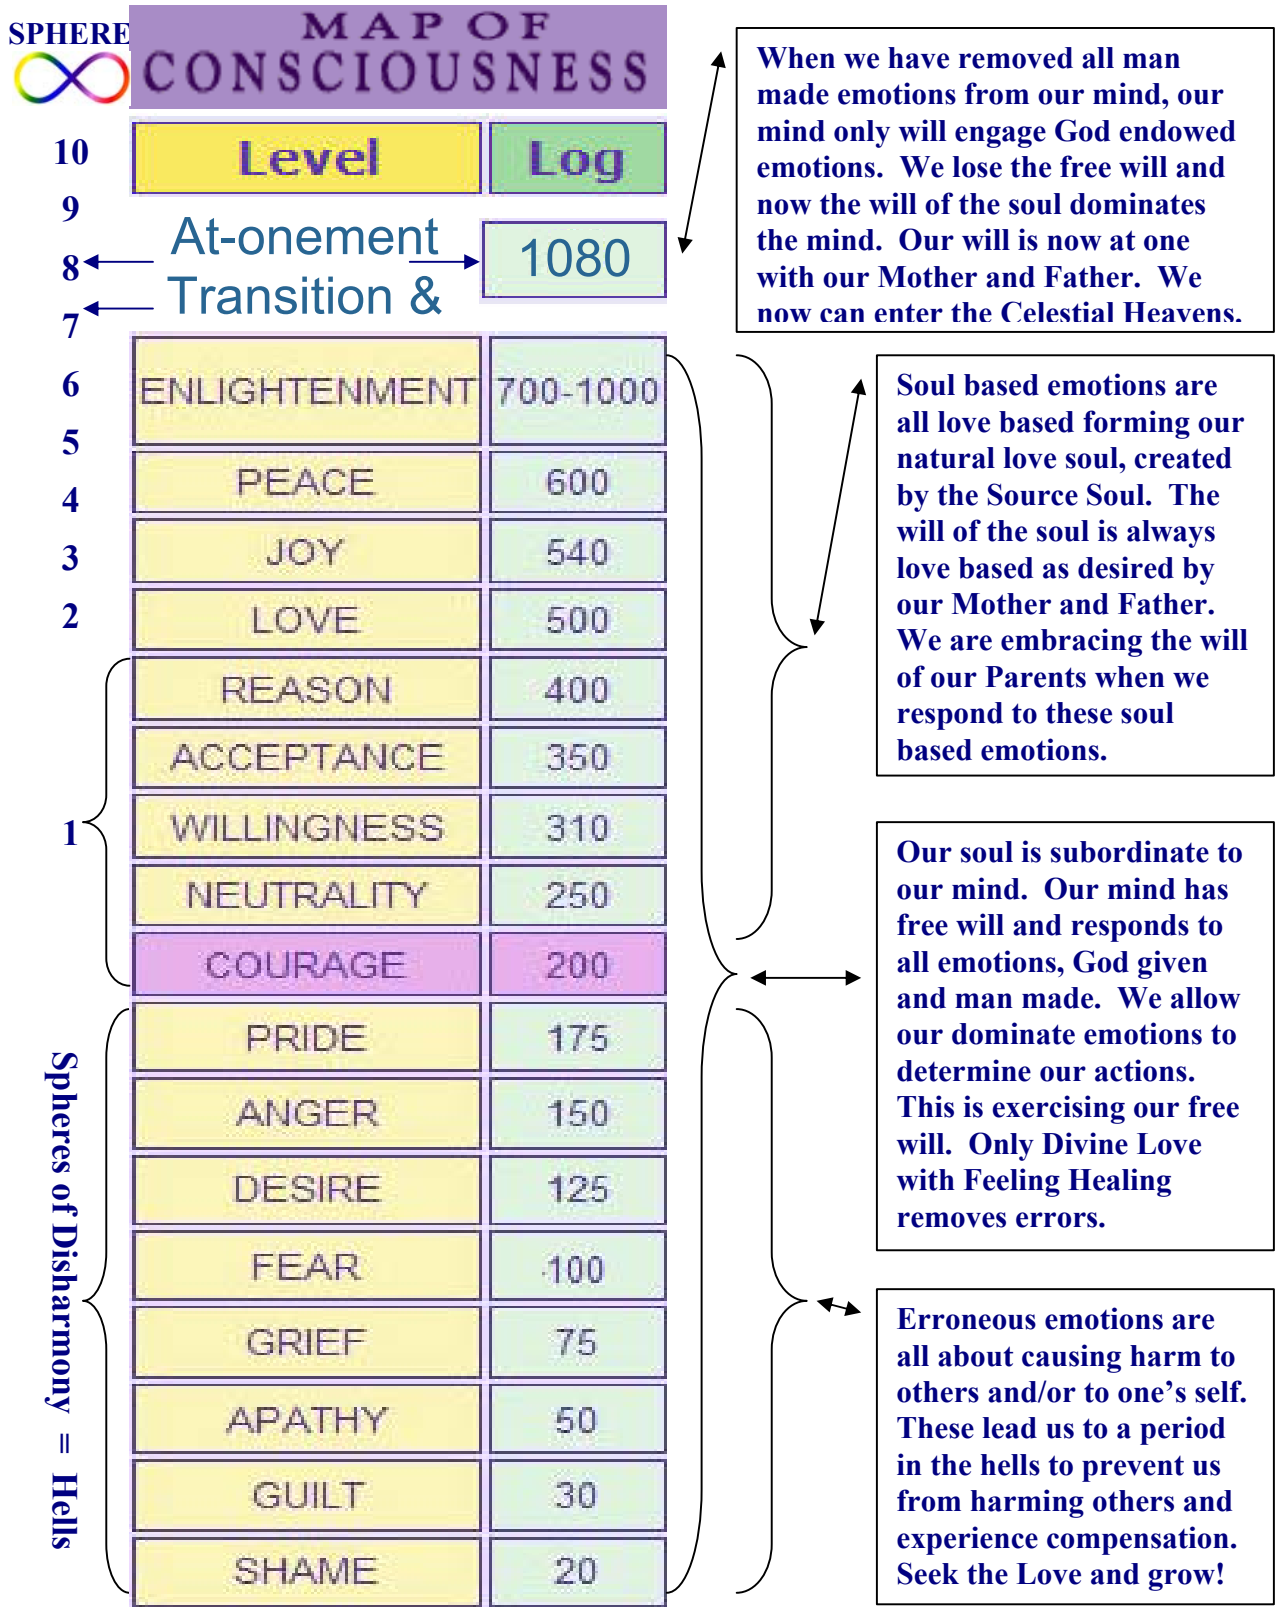 SPHERE
MAP OF
CONSCIOUSNESS
Level Log
10
9
8
7
6
5
4
3
2
1
At-onement
Transition &
1080
ENLIGHTENMENT 700-1000
PEACE 600
JOY 540
LOVE 500
REASON 400
ACCEPTANCE 350
WILLINGNESS 310
NEUTRALITY 250
COURAGE 200
PRIDE 175
ANGER 150
DESIRE 125
FEAR 100
GRIEF 75
APATHY 50
GUILT 30
SHAME 20
Spheres of Disharmony = Hells
When we have removed all man
made emotions from our mind, our
mind only will engage God endowed
emotions. We lose the free will and
now the will of the soul dominates
the mind. Our will is now at one
with our Mother and Father. We
now can enter the Celestial Heavens.
Soul based emotions are
all love based forming our
natural love soul, created
by the Source Soul. The
will of the soul is always
love based as desired by
our Mother and Father.
We are embracing the will
of our Parents when we
respond to these soul
based emotions.
Our soul is subordinate to
our mind. Our mind has
free will and responds to
all emotions, God given
and man made. We allow
our dominate emotions to
determine our actions.
This is exercising our free
will. Only Divine Love
with Feeling Healing
removes errors.
Erroneous emotions are
all about causing harm to
others and/or to one's self.
These lead us to a period
in the hells to prevent us
from harming others and
experience compensation.
Seek the Love and grow!